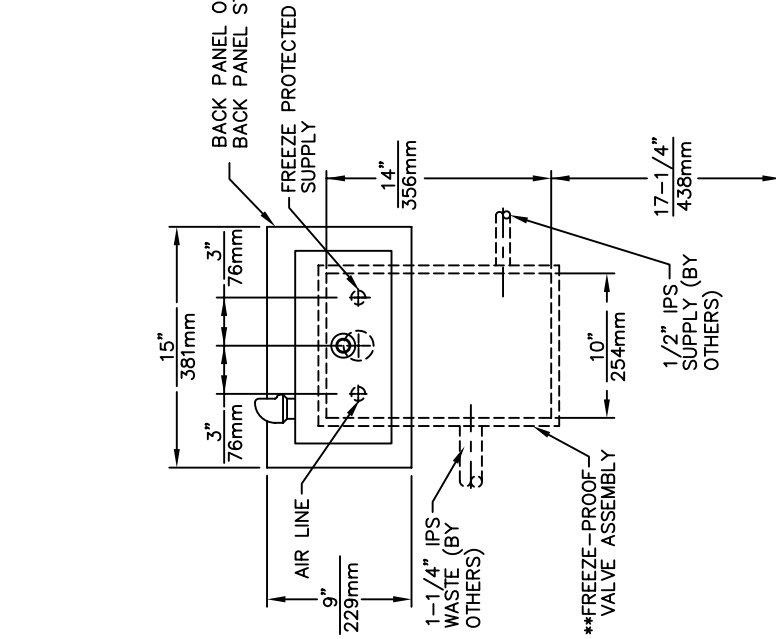 BACK PANEL
BACK PANEL
FREEZE PROTECTED
SUPPLY
14"
356mm
17-1/4"
438mm
3"
76mm
15"
381mm
3"
76mm
10"
254mm
1/2" IPS
SUPPLY (BY
OTHERS)
AIR LINE
9"
229mm
1-1/4" IPS
WASTE (BY
OTHERS)
**FREEZE-PROOF
VALVE ASSEMBLY